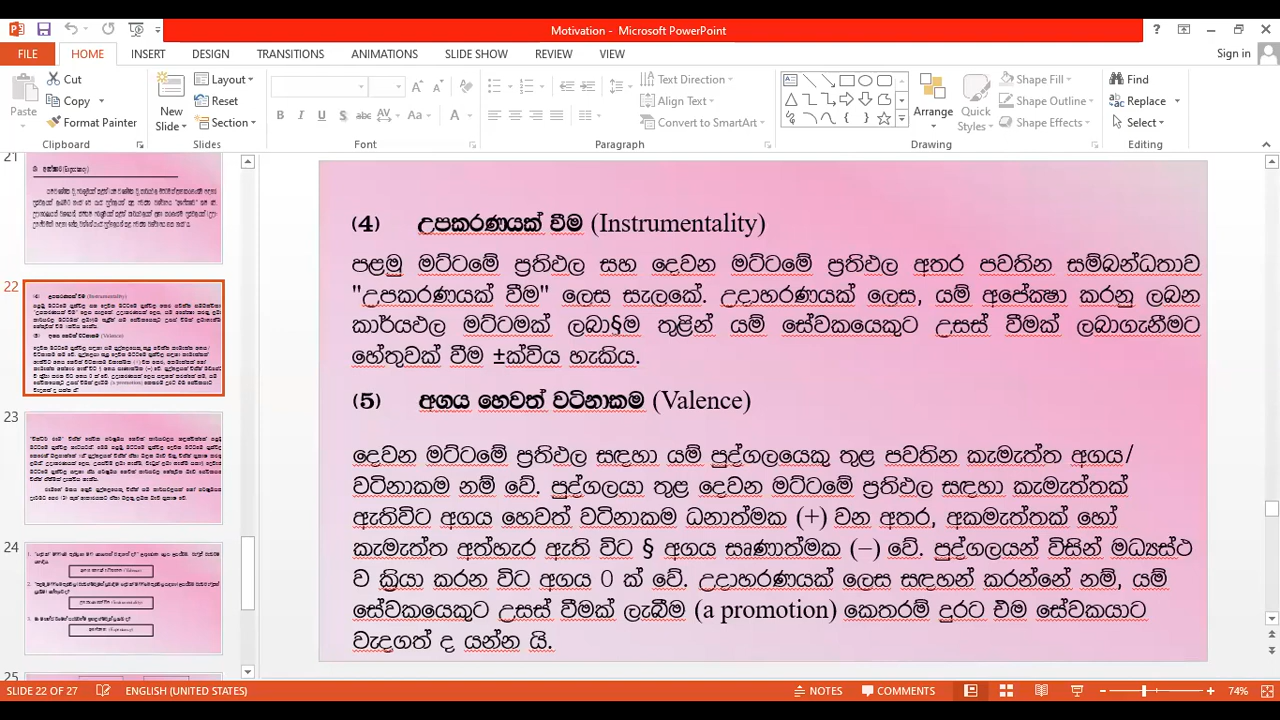 Motivation - Microsoft PowerPoint
FILE HOME INSERT DESIGN TRANSITIONS ANIMATIONS SLIDE SHOW REVIEW VIEW Sign in
Paste Cut Copy Format Painter New Slide Layout Reset Section
Text Direction Align Text Convert to SmartArt
Arrange Quick Styles Shape Fill Shape Outline Shape Effects
Find Replace Select
Clipboard Slides Font Paragraph Drawing Editing
21
22
23
24
25
(4) උපකරණයක් වීම (Instrumentality)
පළමු මට්ටමේ ප්‍රතිඵල සහ දෙවන මට්ටමේ ප්‍රතිඵල අතර පවතින සම්බන්ධතාව
"උපකරණයක් වීම" ලෙස සැලකේ. උදාහරණයක් ලෙස, යම් අපේක්ෂා කරනු ලබන
කාර්යඵල මට්ටමක් ලබා§ම තුළින් යම් සේවකයෙකුට උසස් වීමක් ලබාගැනීමට
හේතුවක් වීම ±ක්විය හැකිය.
(5) අගය හෙවත් වටිනාකම (Valence)
දෙවන මට්ටමේ ප්‍රතිඵල සඳහා යම් පුද්ගලයෙකු තුළ පවතින කැමැත්ත අගය/
වටිනාකම නම් වේ. පුද්ගලයා තුළ දෙවන මට්ටමේ ප්‍රතිඵල සඳහා කැමැත්තක්
ඇතිවිට අගය හෙවත් වටිනාකම ධනාත්මක (+) වන අතර, අකමැත්තක් හෝ
කැමැත්ත අත්හැර ඇති විට § අගය සෘණාත්මක (–) වේ. පුද්ගලයන් විසින් මධ්‍යස්ථ
ව ක්‍රියා කරන විට අගය 0 ක් වේ. උදාහරණයක් ලෙස සඳහන් කරන්නේ නම්, යම්
සේවකයෙකුට උසස් වීමක් ලැබීම (a promotion) කෙතරම් දුරට එම සේවකයාට
වැදගත් ද යන්න යි.
SLIDE 22 OF 27 ENGLISH (UNITED STATES) NOTES COMMENTS 74%